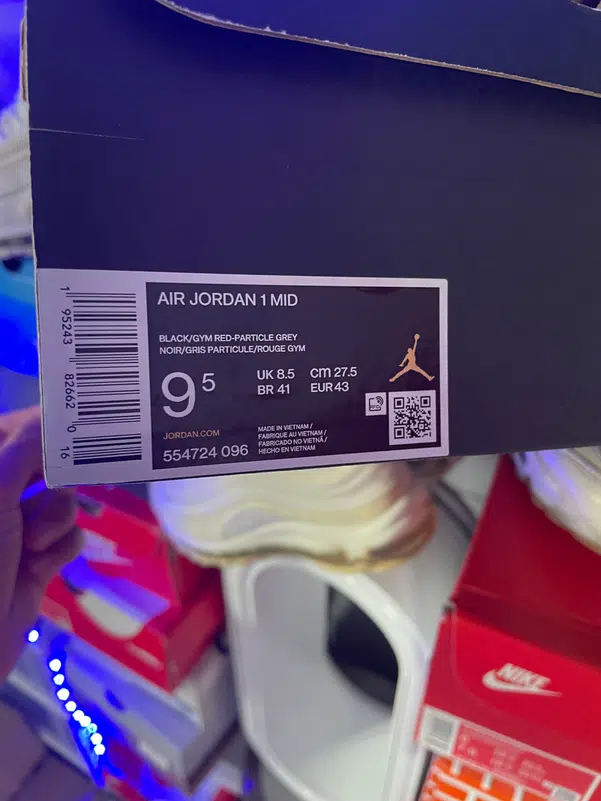 AIR JORDAN 1 MID
BLACK/GYM RED-PARTICLE GREY
NOIR/GRIS PARTICULE/ROUGE GYM
9 5
UK 8.5 cm 27.5
BR 41 EUR 43
JORDAN.COM
554724 096
MADE IN VIETNAM /
FABRIQUE AU VIETNAM /
FABRICADO NO VIETNÃ /
HECHO EN VIETNAM
1 95243 82662 0 16
NIKE